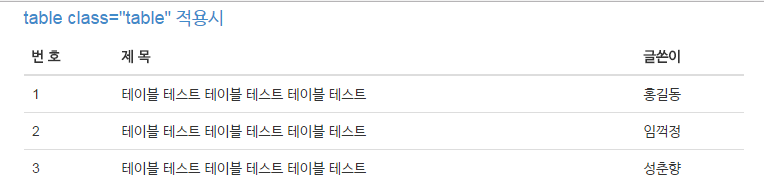 table class="table" 적용시
번 호 제 목 글쓴이
1 테이블 테스트 테이블 테스트 테이블 테스트 홍길동
2 테이블 테스트 테이블 테스트 테이블 테스트 임꺽정
3 테이블 테스트 테이블 테스트 테이블 테스트 성춘향